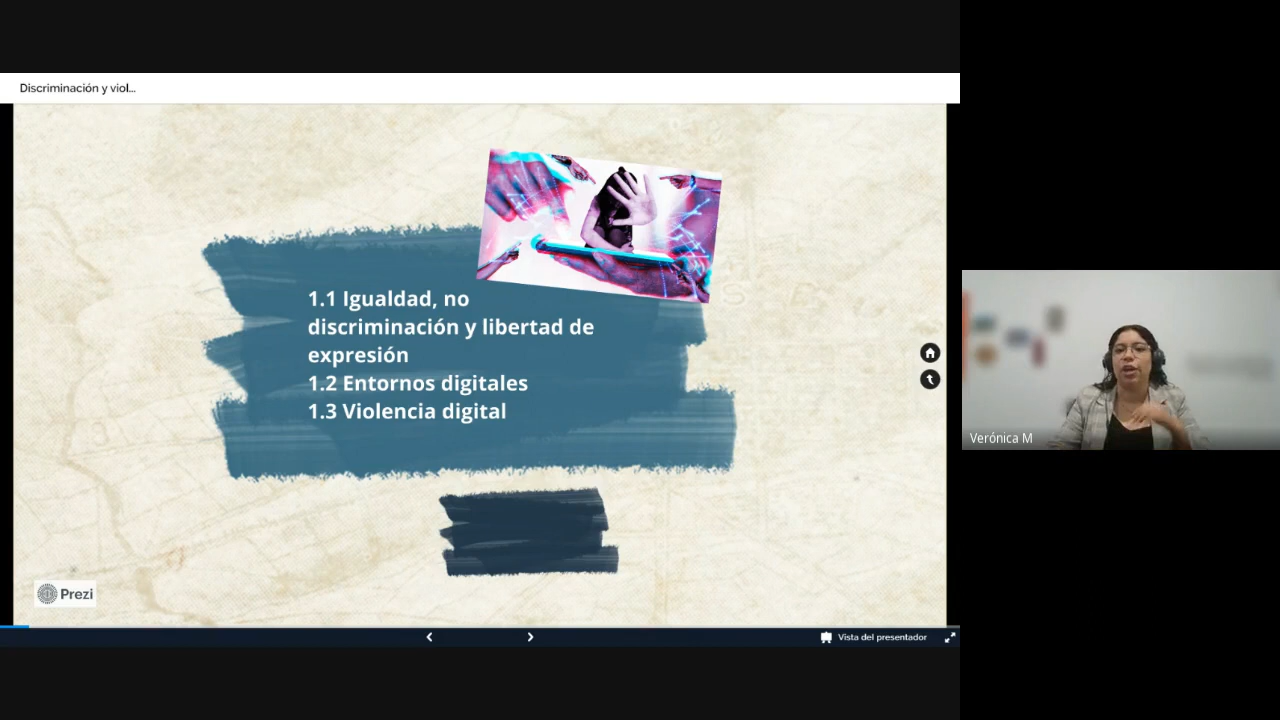 Discriminación y viol...
1.1 Igualdad, no
discriminación y libertad de
expresión
1.2 Entornos digitales
1.3 Violencia digital
Verónica M
Prezi
Vista del presentador